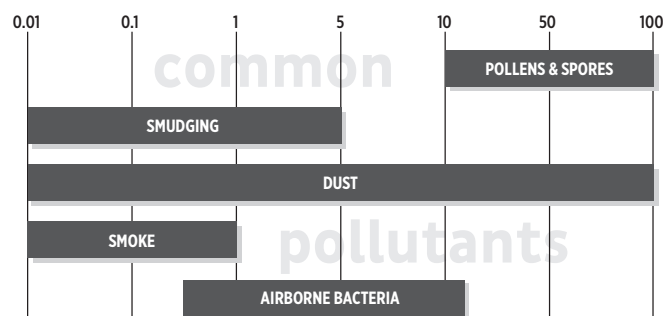 0.01 0.1 1 5 10 50 100
common
POLLENS & SPORES
SMUDGING
DUST
SMOKE
pollutants
AIRBORNE BACTERIA